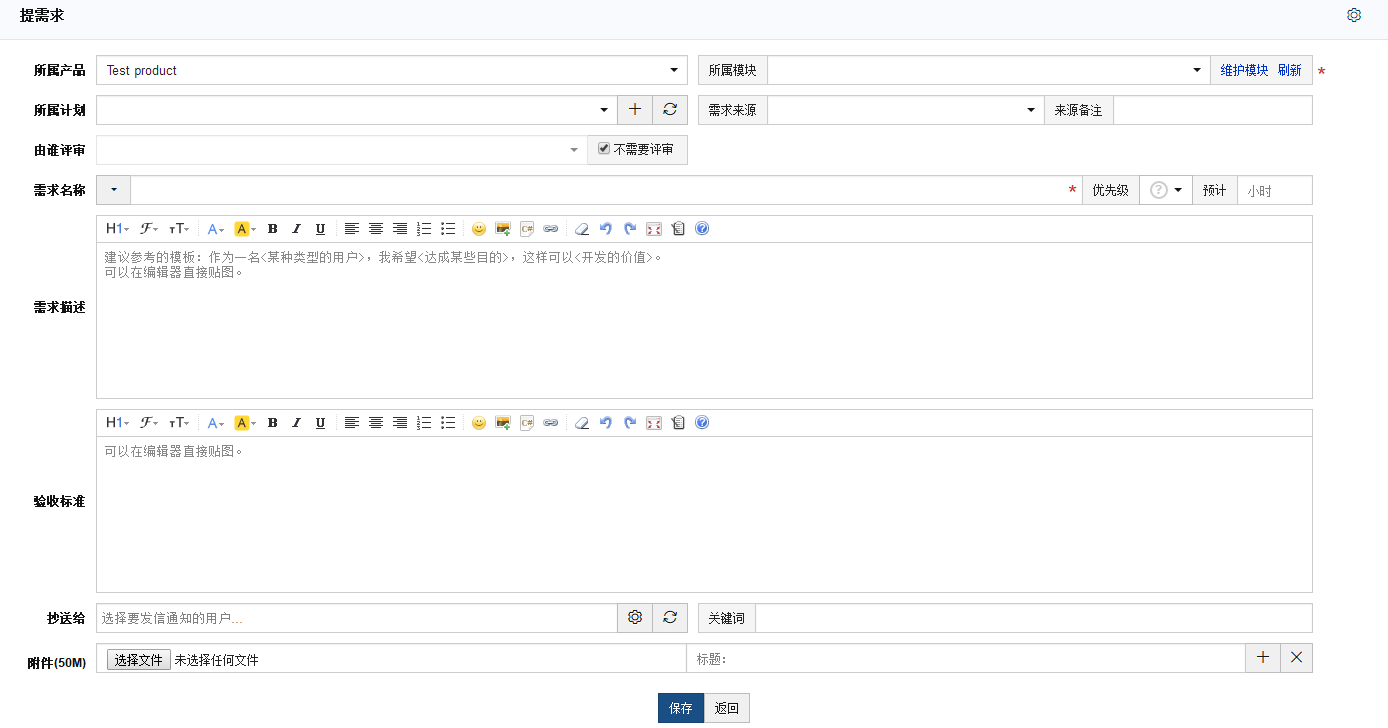 提需求
所属产品 Test product 所属模块 维护模块 刷新 *
所属计划 需求来源 来源备注
由谁评审 不需要评审
需求名称 * 优先级 ? 预计 小时
H1 F тT A A B I U C# ?
建议参考的模板：作为一名<某种类型的用户>，我希望<达成某些目的>，这样可以<开发的价值>。
可以在编辑器直接贴图。
需求描述
H1 F тT A A B I U C# ?
可以在编辑器直接贴图。
验收标准
抄送给 选择要发信通知的用户... 关键词
附件(50M) 选择文件 未选择任何文件 标题：
保存 返回